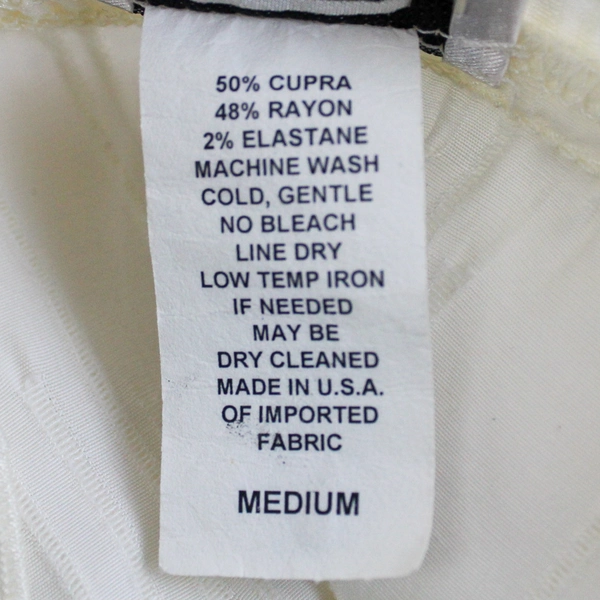 50% CUPRA
48% RAYON
2% ELASTANE
MACHINE WASH
COLD, GENTLE
NO BLEACH
LINE DRY
LOW TEMP IRON
IF NEEDED
MAY BE
DRY CLEANED
MADE IN U.S.A.
OF IMPORTED
FABRIC
MEDIUM